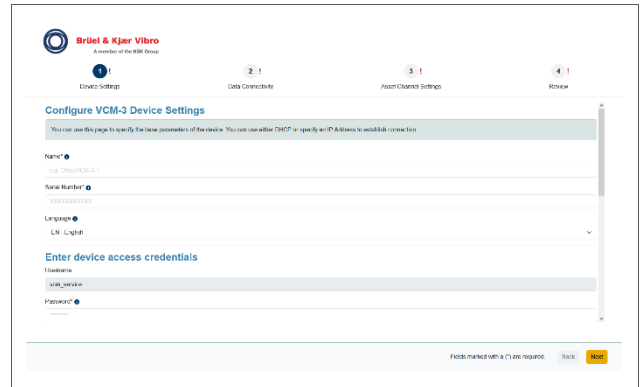 Brüel & Kjær Vibro
A member of the NSK Group
1 !
2 !
3 !
4 !
Device Settings
Data Connectivity
Asset Channel Settings
Review
Configure VCM-3 Device Settings
You can use this page to specify the base parameters of the device. You can use either DHCP or specify an IP Address to establish connection
Name*
Serial Number*
XXXXXXXXXXX
Language
EN - English
Enter device access credentials
Username
vcm_service
Password*
Fields marked with a (*) are required.
Back
Next